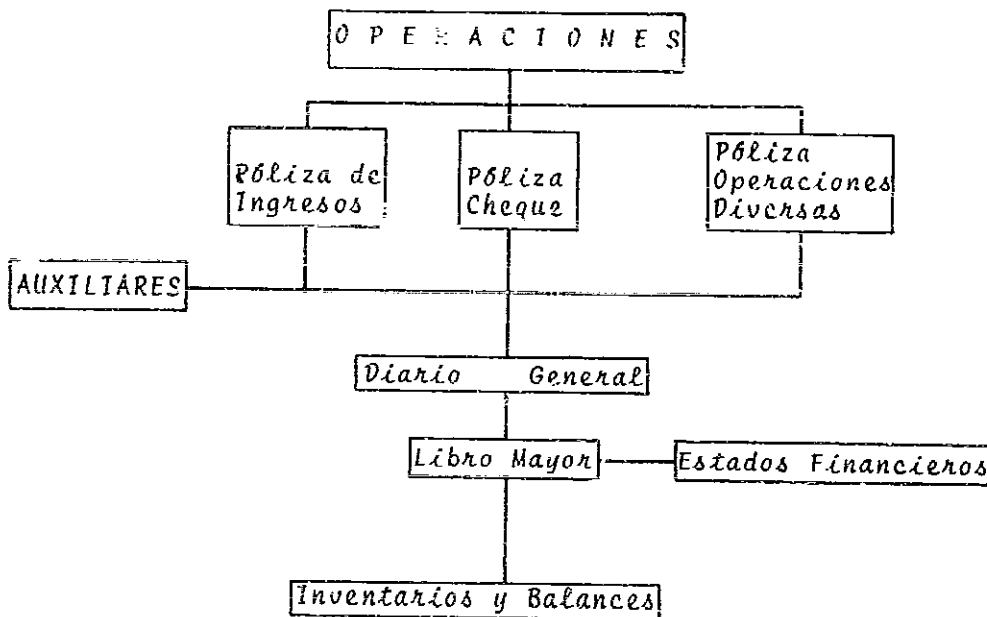 O P E R A C I O N E S
Póliza de
Ingresos
Póliza
Cheque
Póliza
Operaciones
Diversas
AUXILIARES
Diario General
Libro Mayor
Estados Financieros
Inventarios y Balances